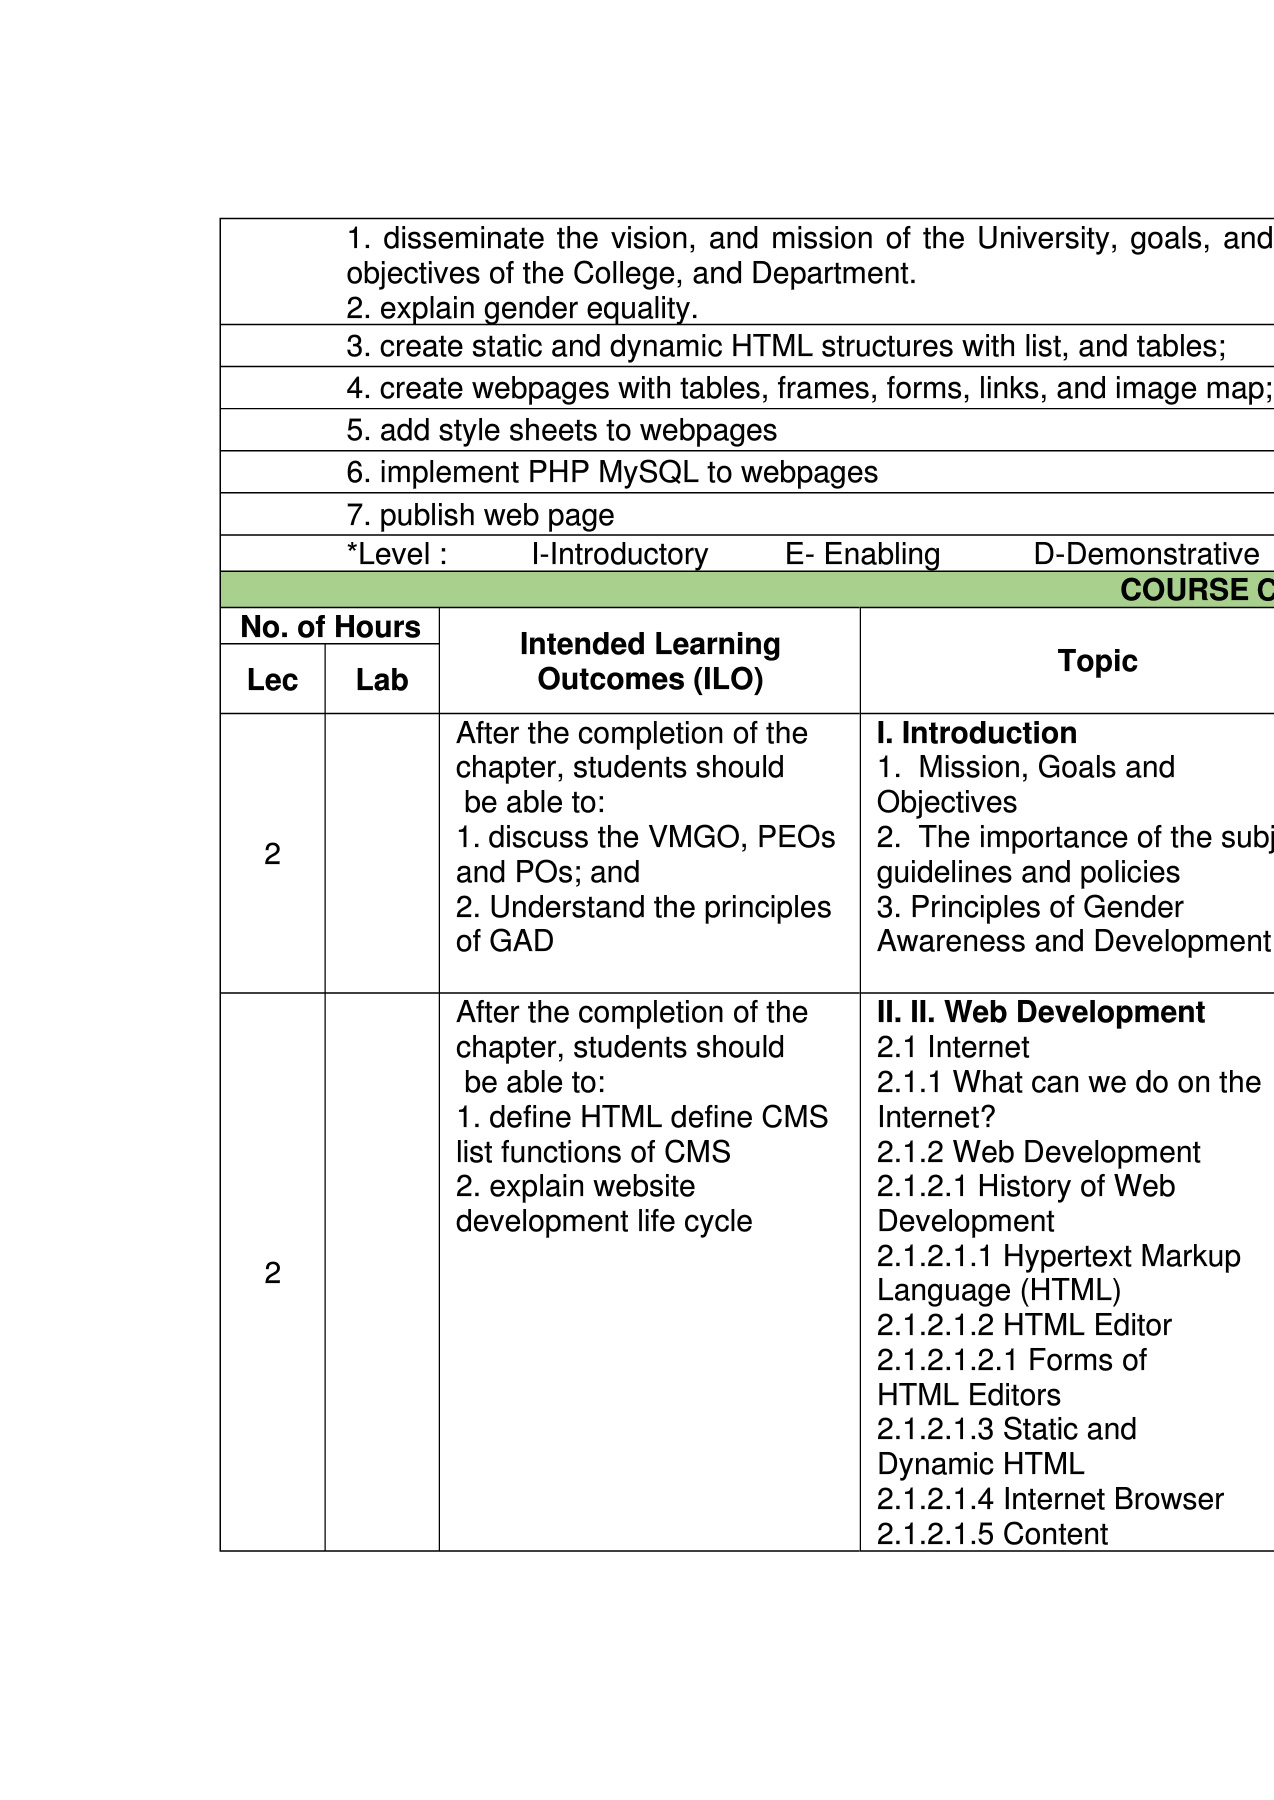 1. disseminate the vision, and mission of the University, goals, and
objectives of the College, and Department.
2. explain gender equality.
3. create static and dynamic HTML structures with list, and tables;
4. create webpages with tables, frames, forms, links, and image map;
5. add style sheets to webpages
6. implement PHP MySQL to webpages
7. publish web page
*Level : I-Introductory E- Enabling D-Demonstrative
COURSE
No. of Hours
Lec
Lab
Intended Learning
Outcomes (ILO)
Topic
2
After the completion of the
chapter, students should
be able to:
1. discuss the VMGO, PEOs
and POs; and
2. Understand the principles
of GAD
I. Introduction
1. Mission, Goals and
Objectives
2. The importance of the
guidelines and policies
3. Principles of Gender
Awareness and Development
2
After the completion of the
chapter, students should
be able to:
1. define HTML define CMS
list functions of CMS
2. explain website
development life cycle
II. II. Web Development
2.1 Internet
2.1.1 What can we do on the
Internet?
2.1.2 Web Development
2.1.2.1 History of Web
Development
2.1.2.1.1 Hypertext Markup
Language (HTML)
2.1.2.1.2 HTML Editor
2.1.2.1.2.1 Forms of
HTML Editors
2.1.2.1.3 Static and
Dynamic HTML
2.1.2.1.4 Internet Browser
2.1.2.1.5 Content